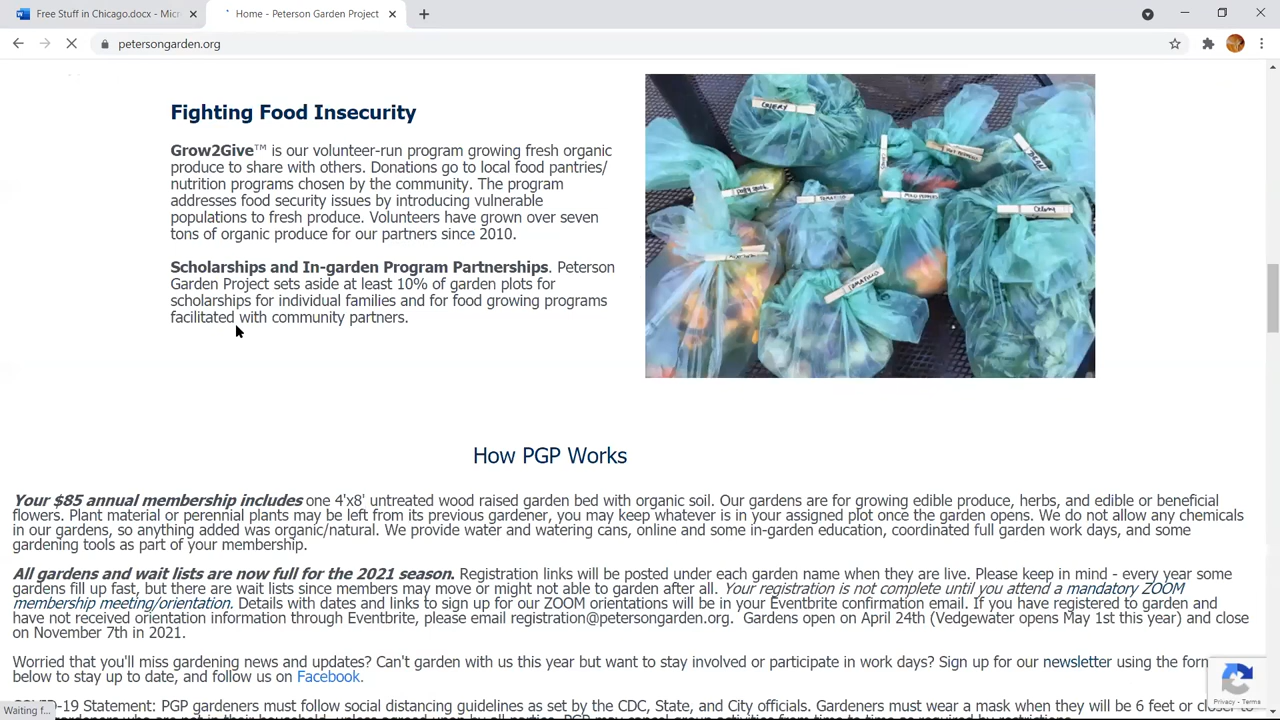 Free Stuff in Chicago.docx - Mic
Home - Peterson Garden Project
petersongarden.org
Fighting Food Insecurity
Grow2Give™ is our volunteer-run program growing fresh organic
produce to share with others. Donations go to local food pantries/
nutrition programs chosen by the community. The program
addresses food security issues by introducing vulnerable
populations to fresh produce. Volunteers have grown over seven
tons of organic produce for our partners since 2010.
Scholarships and In-garden Program Partnerships. Peterson
Garden Project sets aside at least 10% of garden plots for
scholarships for individual families and for food growing programs
facilitated with community partners.
CELERY
TOMATILLO
How PGP Works
Your $85 annual membership includes one 4'x8' untreated wood raised garden bed with organic soil. Our gardens are for growing edible produce, herbs, and edible or beneficial
flowers. Plant material or perennial plants may be left from its previous gardener, you may keep whatever is in your assigned plot once the garden opens. We do not allow any chemicals
in our gardens, so anything added was organic/natural. We provide water and watering cans, online and some in-garden education, coordinated full garden work days, and some
gardening tools as part of your membership.
All gardens and wait lists are now full for the 2021 season. Registration links will be posted under each garden name when they are live. Please keep in mind - every year some
gardens fill up fast, but there are wait lists since members may move or might not able to garden after all. Your registration is not complete until you attend a mandatory ZOOM
membership meeting/orientation. Details with dates and links to sign up for our ZOOM orientations will be in your Eventbrite confirmation email. If you have registered to garden and
have not received orientation information through Eventbrite, please email registration@petersongarden.org. Gardens open on April 24th (Vedgewater opens May 1st this year) and close
on November 7th in 2021.
Worried that you'll miss gardening news and updates? Can't garden with us this year but want to stay involved or participate in work days? Sign up for our newsletter using the form
below to stay up to date, and follow us on Facebook.
-19 Statement: PGP gardeners must follow social distancing guidelines as set by the CDC, State, and City officials. Gardeners must wear a mask when they will be 6 feet or closer to
Privacy - Terms
Waiting f...